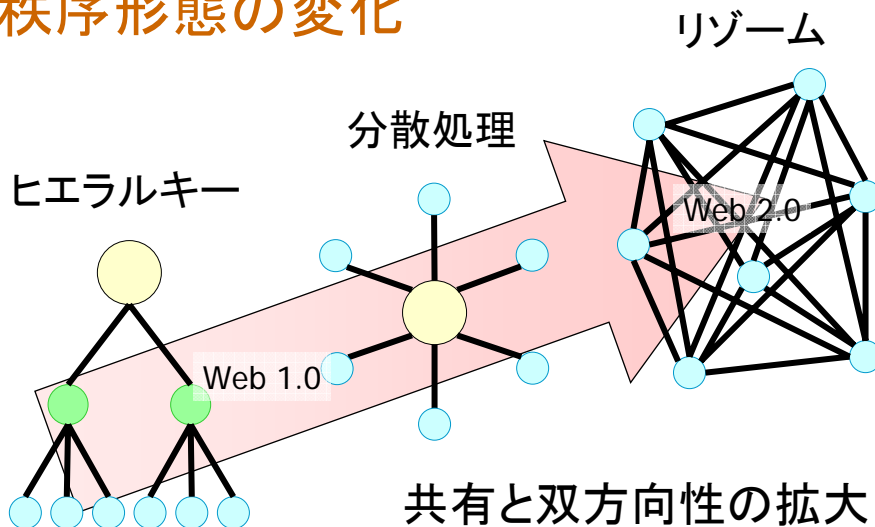 秩序形態の変化
リゾーム
分散処理
ヒエラルキー
Web 2.0
Web 1.0
共有と双方向性の拡大